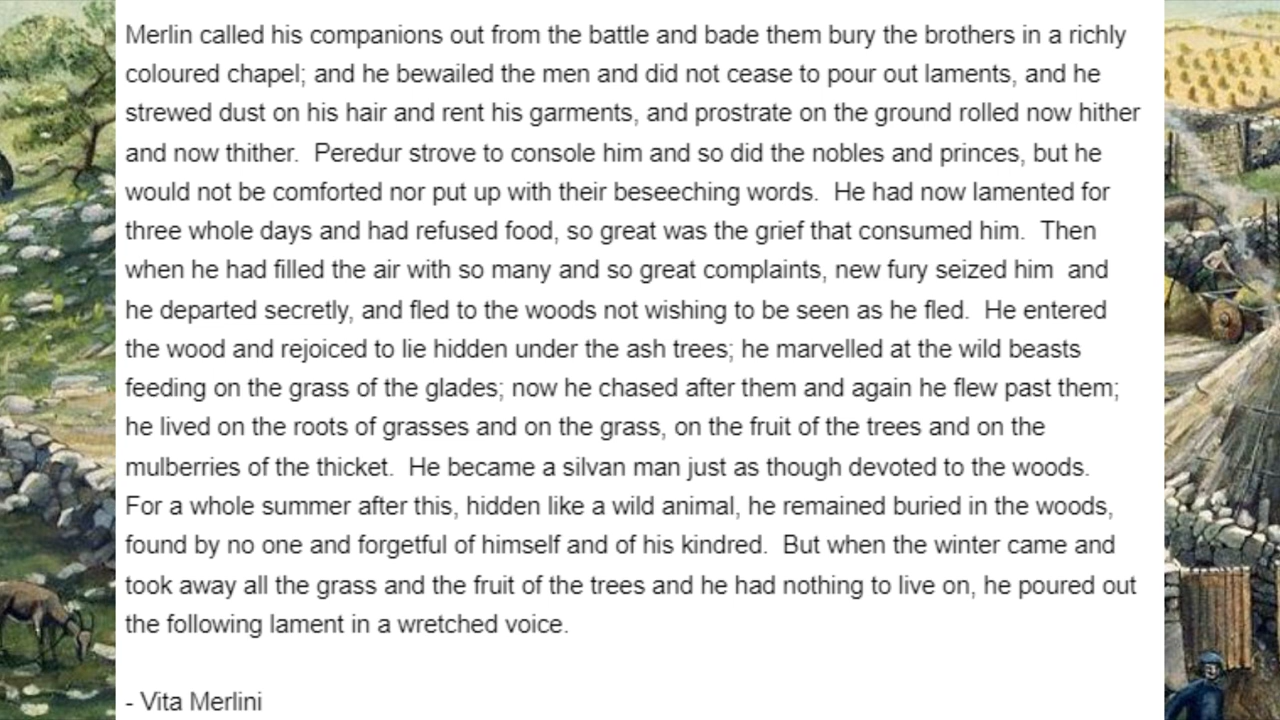 Merlin called his companions out from the battle and bade them bury the brothers in a richly
coloured chapel; and he bewailed the men and did not cease to pour out laments, and he
strewed dust on his hair and rent his garments, and prostrate on the ground rolled now hither
and now thither.  Peredur strove to console him and so did the nobles and princes, but he
would not be comforted nor put up with their beseeching words.  He had now lamented for
three whole days and had refused food, so great was the grief that consumed him.  Then
when he had filled the air with so many and so great complaints, new fury seized him  and
he departed secretly, and fled to the woods not wishing to be seen as he fled.  He entered
the wood and rejoiced to lie hidden under the ash trees; he marvelled at the wild beasts
feeding on the grass of the glades; now he chased after them and again he flew past them;
he lived on the roots of grasses and on the grass, on the fruit of the trees and on the
mulberries of the thicket.  He became a silvan man just as though devoted to the woods.
For a whole summer after this, hidden like a wild animal, he remained buried in the woods,
found by no one and forgetful of himself and of his kindred.  But when the winter came and
took away all the grass and the fruit of the trees and he had nothing to live on, he poured out
the following lament in a wretched voice.
- Vita Merlini